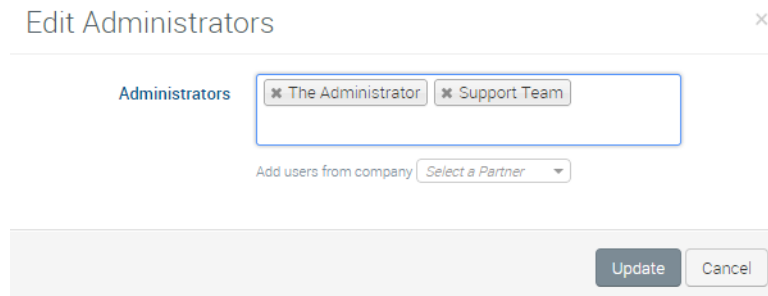 Edit Administrators ×
Administrators ✖ The Administrator ✖ Support Team
Add users from company Select a Partner
Update Cancel